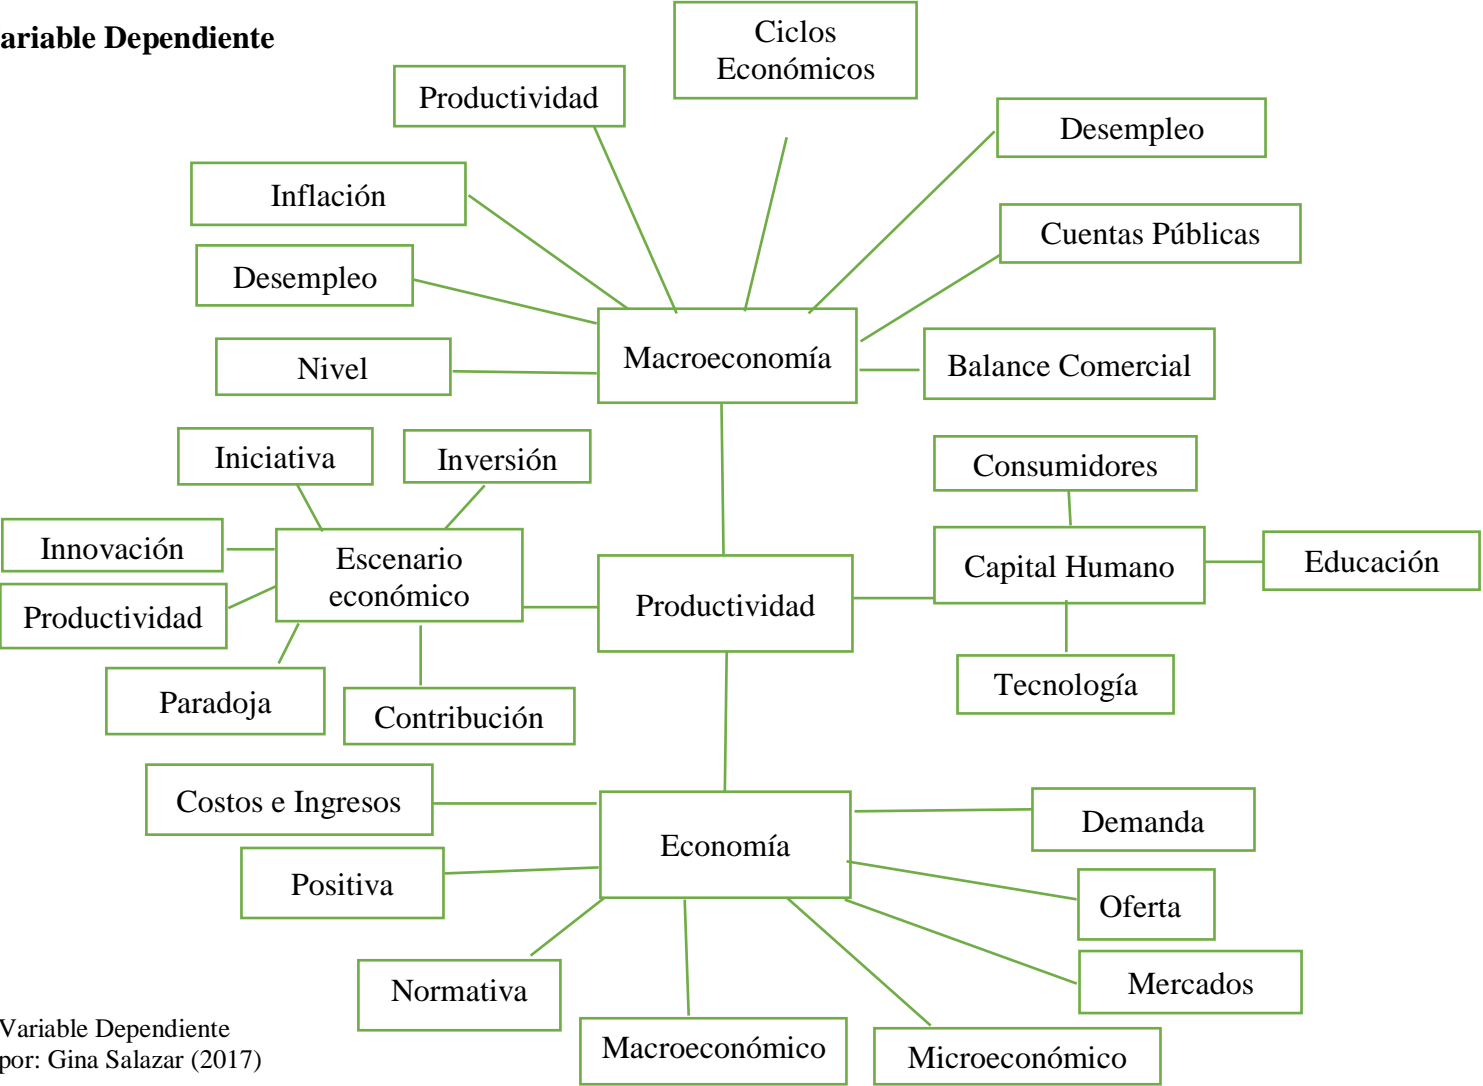 ariable Dependiente
Ciclos
Económicos
Productividad
Desempleo
Inflación
Cuentas Públicas
Desempleo
Macroeconomía
Balance Comercial
Nivel
Iniciativa
Inversión
Consumidores
Innovación
Escenario
económico
Capital Humano
Educación
Productividad
Productividad
Paradoja
Contribución
Tecnología
Costos e Ingresos
Economía
Demanda
Positiva
Oferta
Normativa
Mercados
Macroeconómico
Microeconómico
Variable Dependiente
por: Gina Salazar (2017)